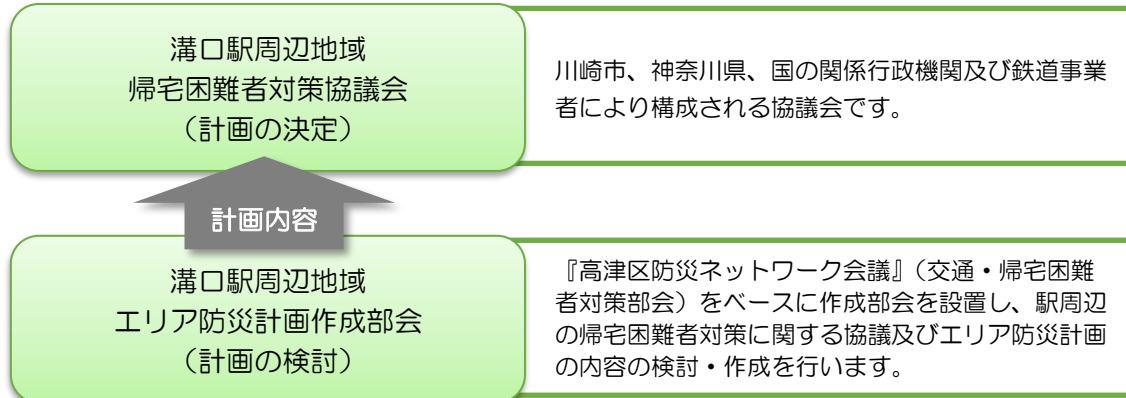 溝口駅周辺地域
帰宅困難者対策協議会
（計画の決定）
川崎市、神奈川県、国の関係行政機関及び鉄道事業
者により構成される協議会です。
計画内容
溝口駅周辺地域
エリア防災計画作成部会
（計画の検討）
『高津区防災ネットワーク会議』（交通・帰宅困難
者対策部会）をベースに作成部会を設置し、駅周辺
の帰宅困難者対策に関する協議及びエリア防災計画
の内容の検討・作成を行います。